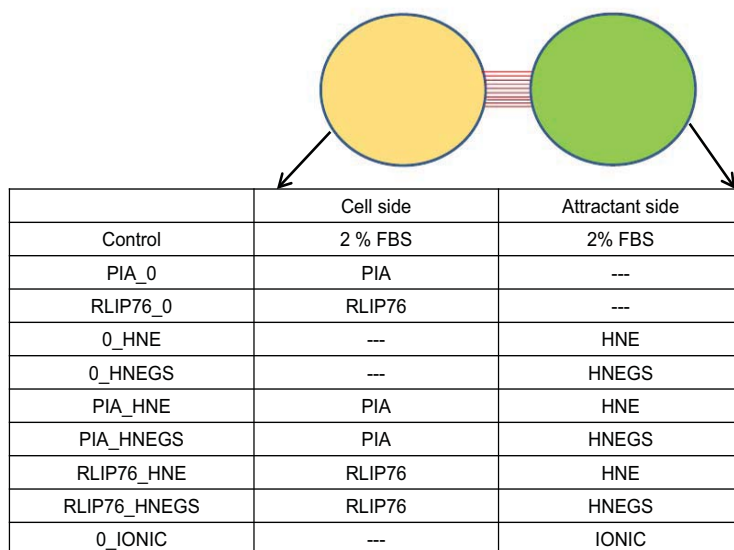 Cell side Attractant side
Control 2 % FBS 2% FBS
PIA_0 PIA ---
RLIP76_0 RLIP76 ---
0_HNE --- HNE
0_HNEGS --- HNEGS
PIA_HNE PIA HNE
PIA_HNEGS PIA HNEGS
RLIP76_HNE RLIP76 HNE
RLIP76_HNEGS RLIP76 HNEGS
0_IONIC --- IONIC